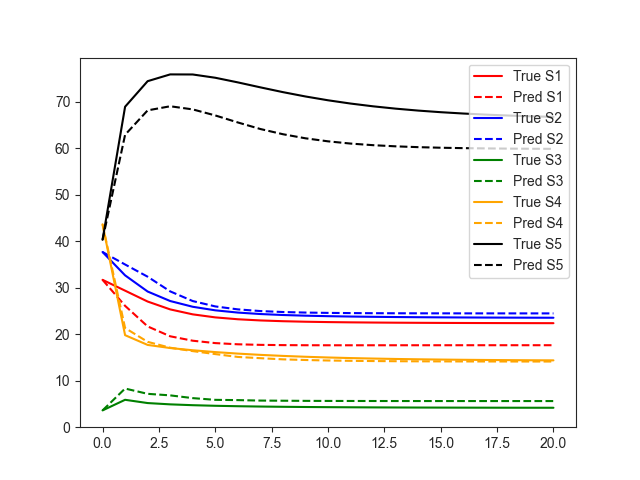 70
60
50
40
30
20
10
0
0.0 2.5 5.0 7.5 10.0 12.5 15.0 17.5 20.0
True S1
Pred S1
True S2
Pred S2
True S3
Pred S3
True S4
Pred S4
True S5
Pred S5